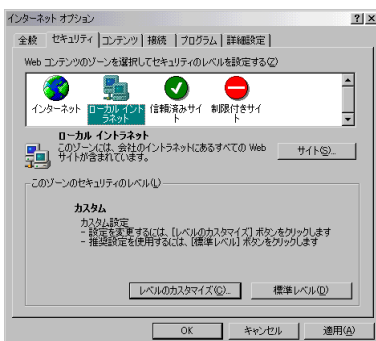 インターネット オプション
全般 セキュリティ コンテンツ 接続 プログラム 詳細設定
Web コンテンツのゾーンを選択してセキュリティのレベルを設定する(Z)
インターネット ローカル イントラネット 信頼済みサイト 制限付きサイト
ローカル イントラネット
このゾーンには、会社のイントラネットにあるすべての Web
サイトが含まれています。
サイト(S)...
このゾーンのセキュリティのレベル(L)
カスタム
カスタム設定
- 設定を変更するには、[レベルのカスタマイズ] ボタンをクリックします
- 推奨設定を使用するには、[標準レベル] ボタンをクリックします
レベルのカスタマイズ(C)... 標準レベル(D)
OK キャンセル 適用(A)